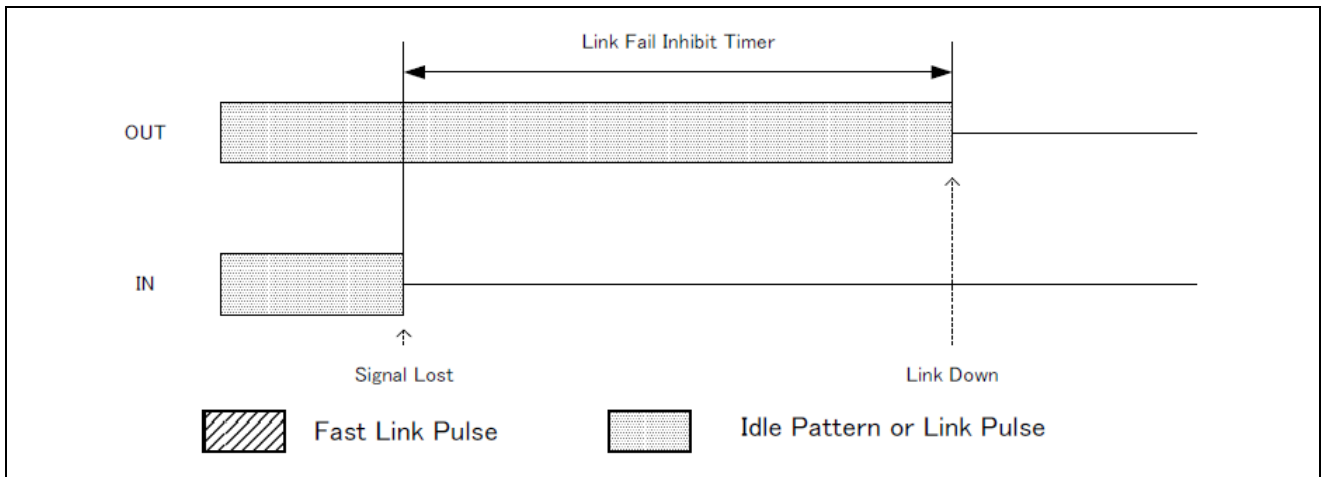 Link Fail Inhibit Timer
OUT
IN
Signal Lost
Link Down
Fast Link Pulse
Idle Pattern or Link Pulse